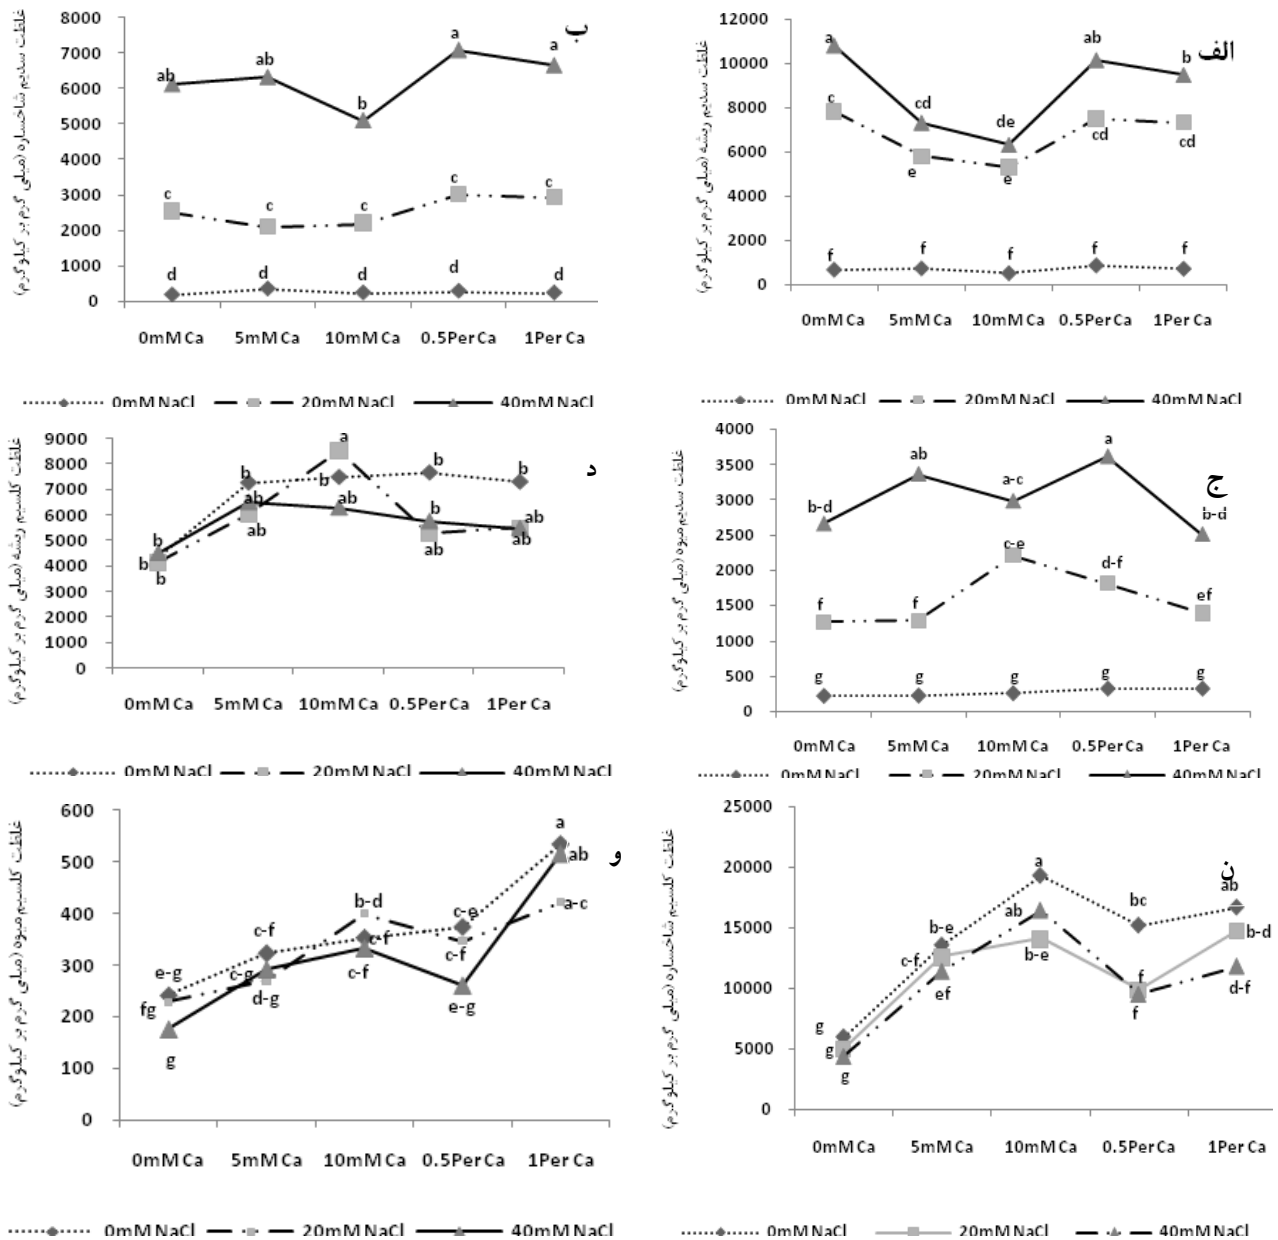 الف
غلظت سدیم ریشه (میلی گرم بر کیلوگرم)
12000
10000
8000
6000
4000
2000
0
a
cd
de
ab
b
c
e
e
cd
cd
f
f
f
f
f
0mM Ca 5mM Ca 10mM Ca 0.5Per Ca 1Per Ca
0mM NaCl 20mM NaCl 40mM NaCl
ب
غلظت سدیم شاخساره (میلی گرم بر کیلوگرم)
8000
7000
6000
5000
4000
3000
2000
1000
0
ab
ab
b
a
a
c
c
c
c
c
d
d
d
d
d
0mM Ca 5mM Ca 10mM Ca 0.5Per Ca 1Per Ca
0mM NaCl 20mM NaCl 40mM NaCl
ج
غلظت سدیم میوه (میلی گرم بر کیلوگرم)
4000
3500
3000
2500
2000
1500
1000
500
0
b-d
ab
a-c
a
b-d
f
f
c-e
d-f
ef
g
g
g
g
g
0mM Ca 5mM Ca 10mM Ca 0.5Per Ca 1Per Ca
0mM NaCl 20mM NaCl 40mM NaCl
د
غلظت کلسیم ریشه (میلی گرم بر کیلوگرم)
9000
8000
7000
6000
5000
4000
3000
2000
1000
0
b
b
b
b
ab
ab
a
b
ab
b
b
ab
b
ab
ab
0mM Ca 5mM Ca 10mM Ca 0.5Per Ca 1Per Ca
0mM NaCl 20mM NaCl 40mM NaCl
ن
غلظت کلسیم شاخساره (میلی گرم بر کیلوگرم)
25000
20000
15000
10000
5000
0
g
g
g
b-e
c-f
ef
a
ab
b-e
bc
f
f
ab
b-d
d-f
0mM Ca 5mM Ca 10mM Ca 0.5Per Ca 1Per Ca
0mM NaCl 20mM NaCl 40mM NaCl
و
غلظت کلسیم میوه (میلی گرم بر کیلوگرم)
600
500
400
300
200
100
0
e-g
fg
g
c-f
c-g
d-g
b-d
c-f
c-f
c-e
c-f
e-g
a
ab
a-c
0mM Ca 5mM Ca 10mM Ca 0.5Per Ca 1Per Ca
0mM NaCl 20mM NaCl 40mM NaCl